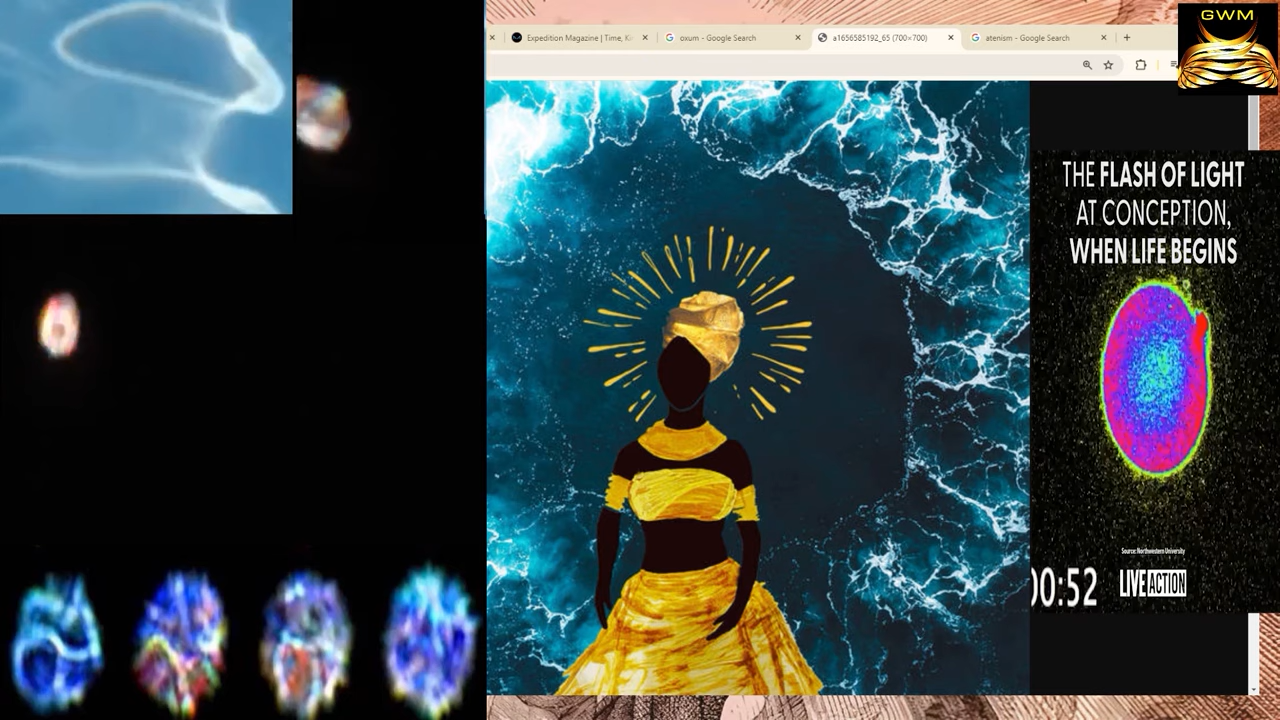 GWM
Expedition Magazine | Time, Ki
oxum - Google Search
a1656585192_65 (700×700)
atenism - Google Search
THE FLASH OF LIGHT
AT CONCEPTION,
WHEN LIFE BEGINS
Source: Northwestern University
00:52
LIVE ACTION